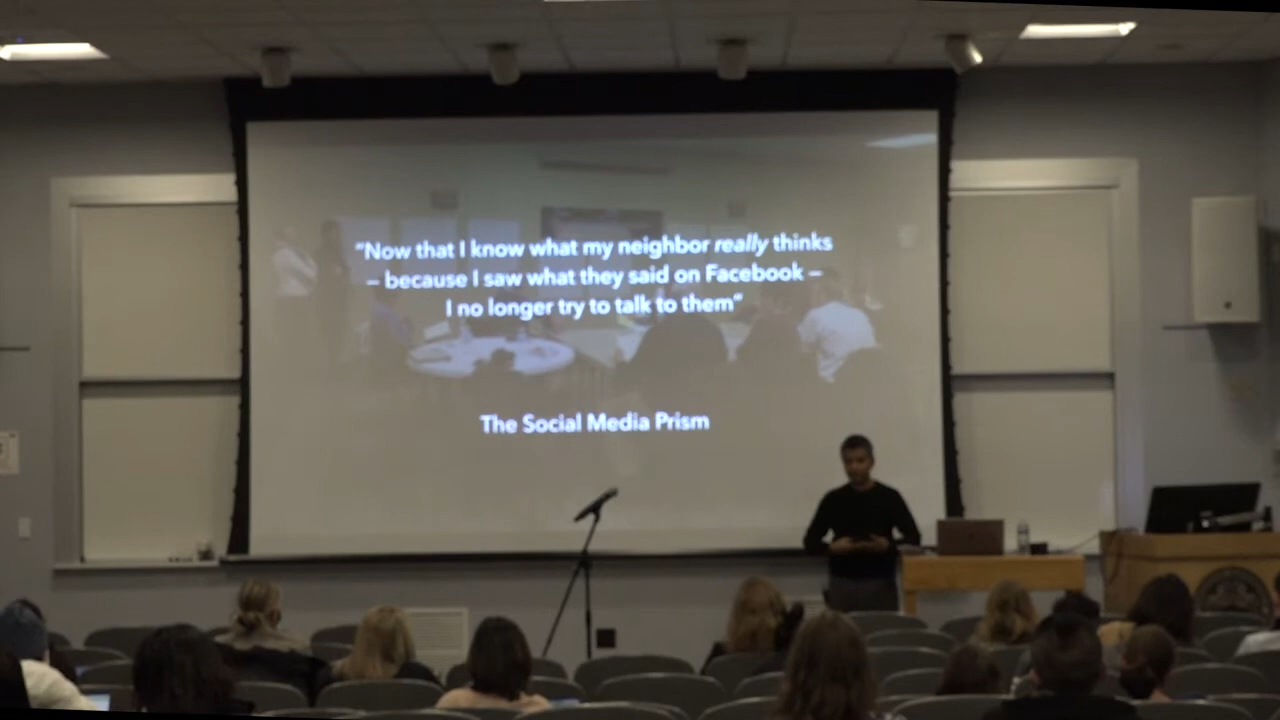 “Now that I know what my neighbor really thinks
– because I saw what they said on Facebook –
I no longer try to talk to them”
The Social Media Prism